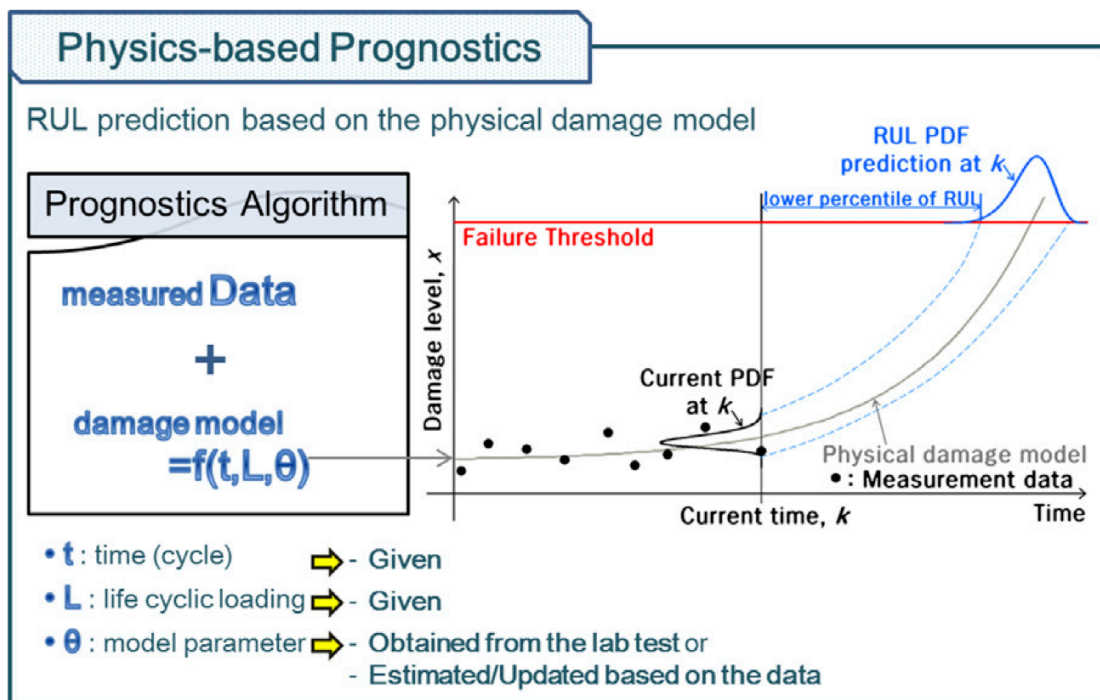 Physics-based Prognostics
RUL prediction based on the physical damage model
Prognostics Algorithm
measured Data
+
damage model
=f(t,L,θ)
RUL PDF
prediction at k
lower percentile of RUL
Failure Threshold
Damage level, x
Current PDF
at k
Physical damage model
• : Measurement data
Current time, k
Time
• t : time (cycle) - Given
• L : life cyclic loading - Given
• θ : model parameter - Obtained from the lab test or
- Estimated/Updated based on the data